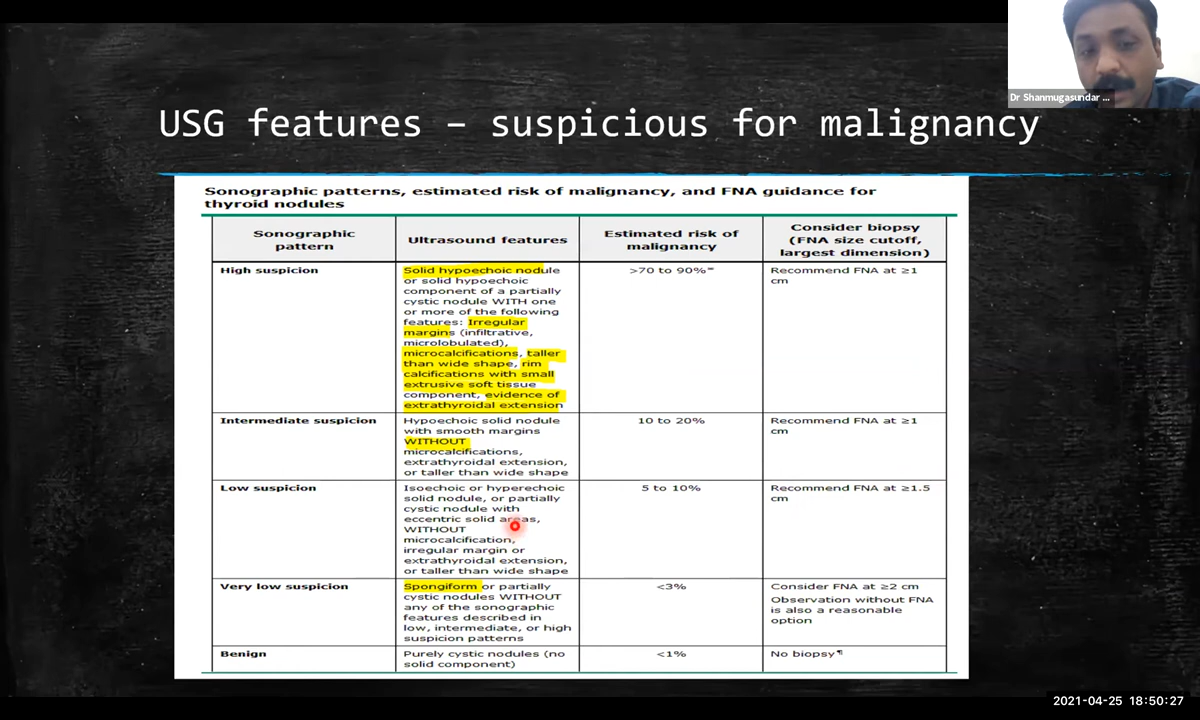 Dr Shanmugasundar ...
USG features – suspicious for malignancy
Sonographic patterns, estimated risk of malignancy, and FNA guidance for
thyroid nodules
Sonographic
pattern
Ultrasound features
Estimated risk of
malignancy
Consider biopsy
(FNA size cutoff,
largest dimension)
High suspicion
Solid hypoechoic nodule
or solid hypoechoic
component of a partially
cystic nodule WITH one
or more of the following
features: Irregular
margins (infiltrative,
microlobulated),
microcalcifications, taller
than wide shape, rim
calcifications with small
extrusive soft tissue
component, evidence of
extrathyroidal extension
>70 to 90%
Recommend FNA at ≥1
cm
Intermediate suspicion
Hypoechoic solid nodule
with smooth margins
WITHOUT
microcalcifications,
extrathyroidal extension,
or taller than wide shape
10 to 20%
Recommend FNA at ≥1
cm
Low suspicion
Isoechoic or hyperechoic
solid nodule, or partially
cystic nodule with
eccentric solid areas,
WITHOUT
microcalcification,
irregular margin or
extrathyroidal extension,
or taller than wide shape
5 to 10%
Recommend FNA at ≥1.5
cm
Very low suspicion
Spongiform or partially
cystic nodules WITHOUT
any of the sonographic
features described in
low, intermediate, or high
suspicion patterns
<3%
Consider FNA at ≥2 cm
Observation without FNA
is also a reasonable
option
Benign
Purely cystic nodules (no
solid component)
<1%
No biopsy¶
2021-04-25 18:50:27